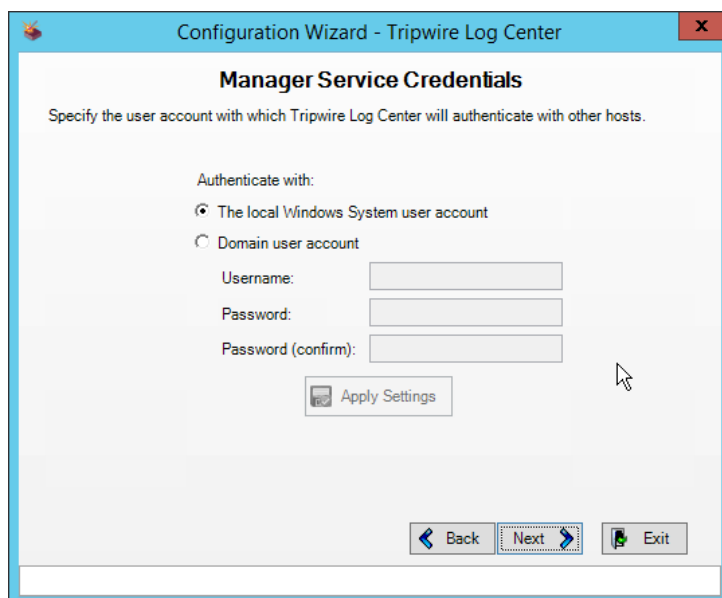 Configuration Wizard - Tripwire Log Center
x
Manager Service Credentials
Specify the user account with which Tripwire Log Center will authenticate with other hosts.
Authenticate with:
The local Windows System user account
Domain user account
Username:
Password:
Password (confirm):
Apply Settings
Back Next Exit